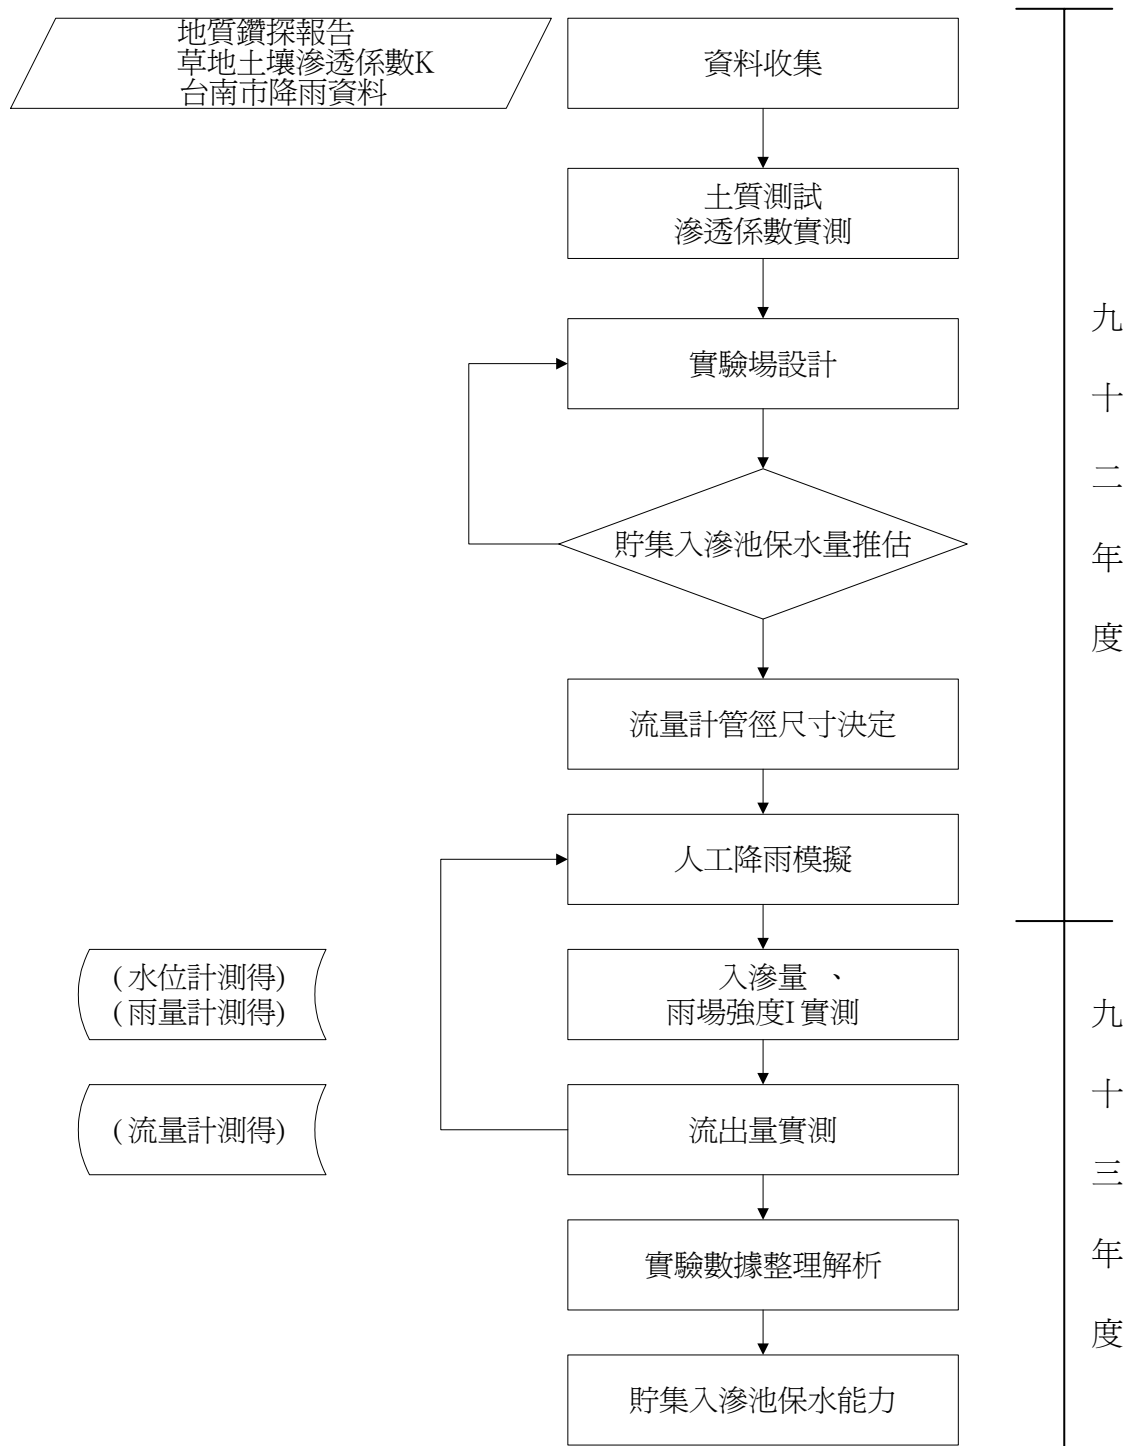 地質鑽探報告
草地土壤滲透係數K
台南市降雨資料
資料收集
土質測試
滲透係數實測
實驗場設計
貯集入滲池保水量推估
流量計管徑尺寸決定
人工降雨模擬
(水位計測得)
(雨量計測得)
入滲量 、
雨場強度I實測
(流量計測得)
流出量實測
實驗數據整理解析
貯集入滲池保水能力
九十二年度
九十三年度